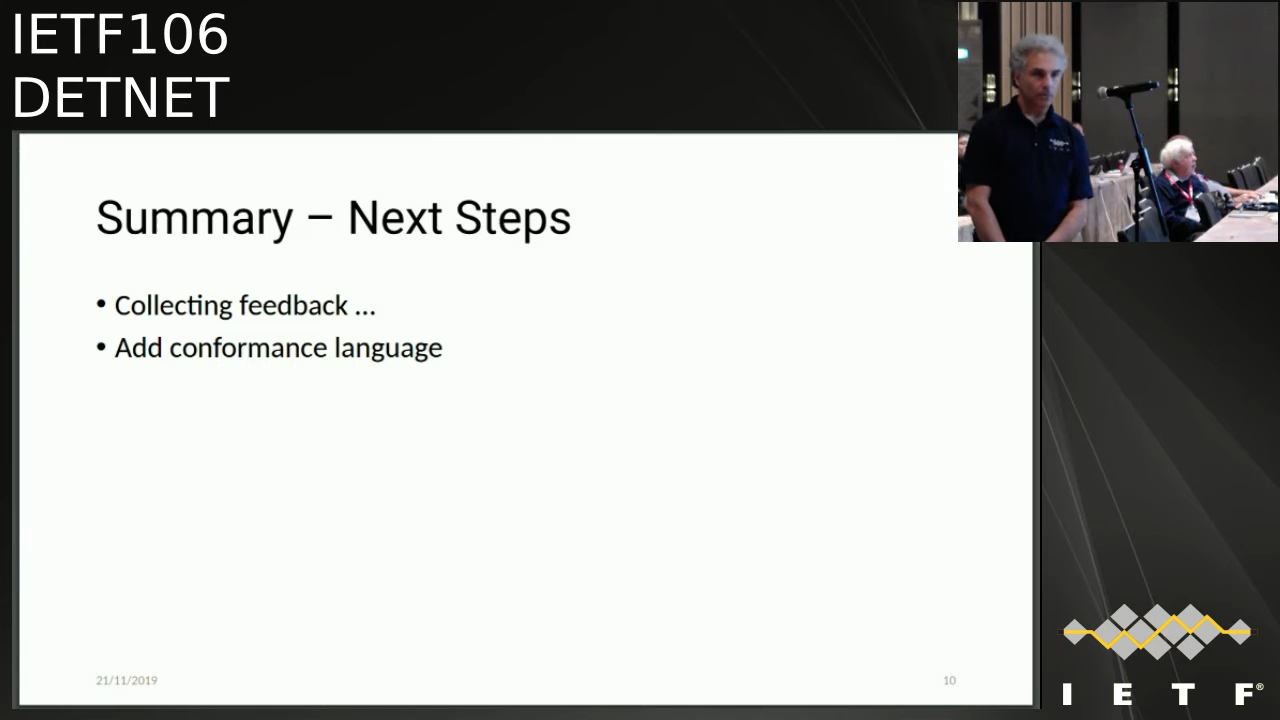 IETF106
DETNET
Summary – Next Steps
• Collecting feedback ...
• Add conformance language
21/11/2019
10
I E T F®